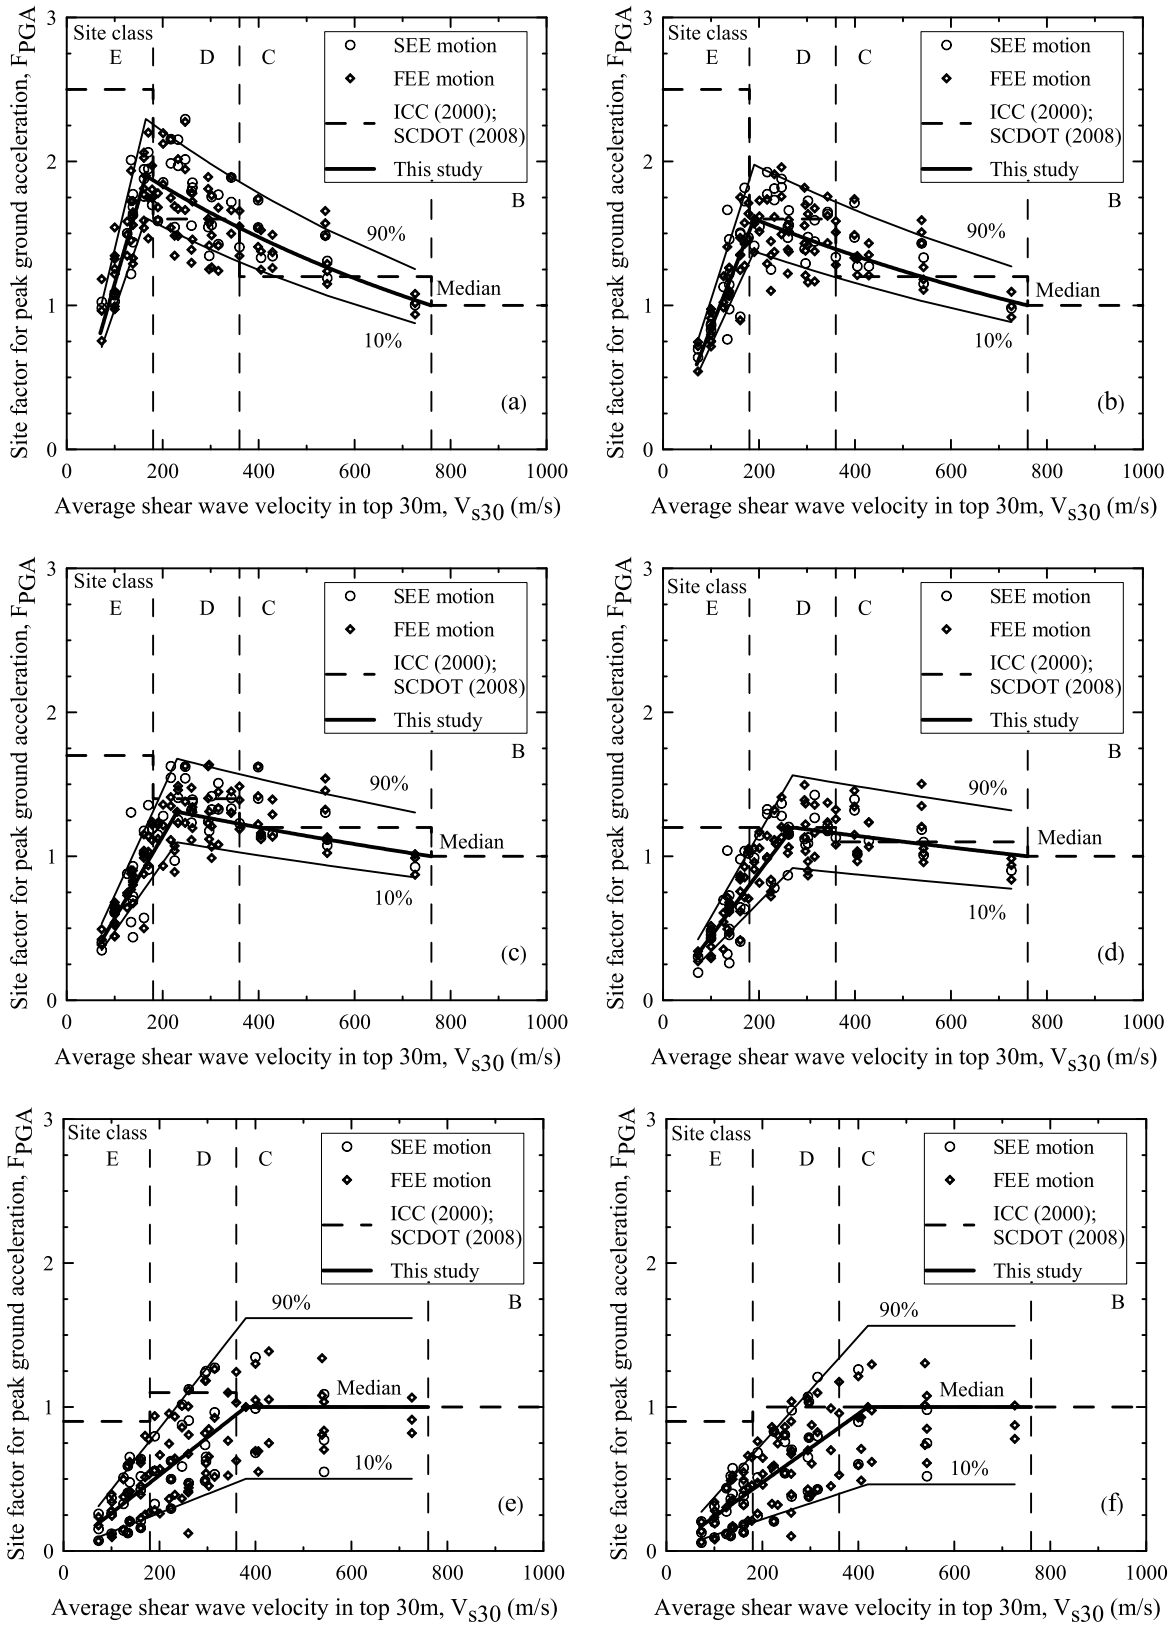 Site factor for peak ground acceleration, FPGA
3
2
1
0
Site class
E
D
C
B
SEE motion
FEE motion
ICC (2000);
SCDOT (2008)
This study
90%
Median
10%
(a)
0 200 400 600 800 1000
Average shear wave velocity in top 30m, Vs30 (m/s)
Site factor for peak ground acceleration, FPGA
3
2
1
0
Site class
E
D
C
B
SEE motion
FEE motion
ICC (2000);
SCDOT (2008)
This study
90%
Median
10%
(b)
0 200 400 600 800 1000
Average shear wave velocity in top 30m, Vs30 (m/s)
Site factor for peak ground acceleration, FPGA
3
2
1
0
Site class
E
D
C
B
SEE motion
FEE motion
ICC (2000);
SCDOT (2008)
This study
90%
Median
10%
(c)
0 200 400 600 800 1000
Average shear wave velocity in top 30m, Vs30 (m/s)
Site factor for peak ground acceleration, FPGA
3
2
1
0
Site class
E
D
C
B
SEE motion
FEE motion
ICC (2000);
SCDOT (2008)
This study
90%
Median
10%
(d)
0 200 400 600 800 1000
Average shear wave velocity in top 30m, Vs30 (m/s)
Site factor for peak ground acceleration, FPGA
3
2
1
0
Site class
E
D
C
B
SEE motion
FEE motion
ICC (2000);
SCDOT (2008)
This study
90%
Median
10%
(e)
0 200 400 600 800 1000
Average shear wave velocity in top 30m, Vs30 (m/s)
Site factor for peak ground acceleration, FPGA
3
2
1
0
Site class
E
D
C
B
SEE motion
FEE motion
ICC (2000);
SCDOT (2008)
This study
90%
Median
10%
(f)
0 200 400 600 800 1000
Average shear wave velocity in top 30m, Vs30 (m/s)